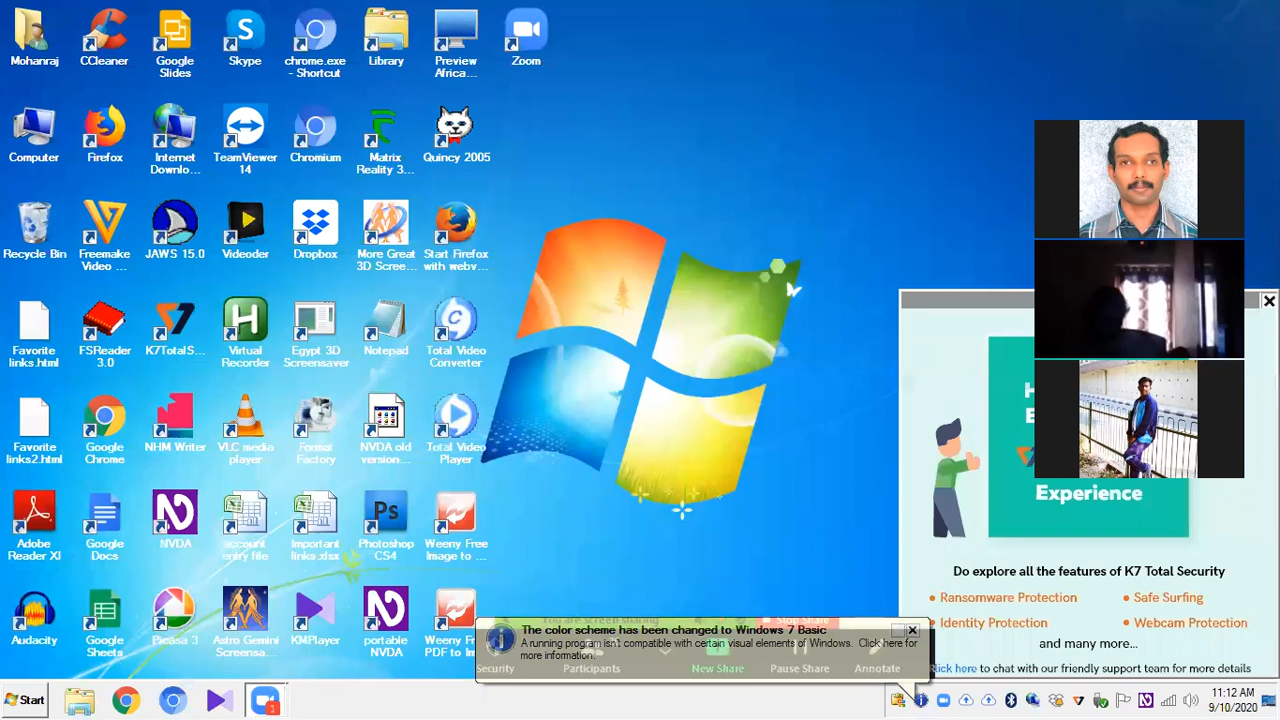 Mohanraj
CCleaner
Google
Slides
Skype
chrome.exe
- Shortcut
Library
Preview
Africa...
Zoom
Computer
Firefox
Internet
Downlo...
TeamViewer
14
Chromium
Matrix
Reality 3...
Quincy 2005
Recycle Bin
Freemake
Video ...
JAWS 15.0
Videoder
Dropbox
More Great
3D Scree...
Start Firefox
with webv...
Favorite
links.html
FSReader
3.0
K7TotalS...
Virtual
Recorder
Egypt 3D
Screensaver
Notepad
Total Video
Converter
Favorite
links2.html
Google
Chrome
NHM Writer
VLC media
player
Format
Factory
NVDA old
version...
Total Video
Player
Adobe
Reader XI
Google
Docs
NVDA
account
entry file
Important
links.xlsx
Photoshop
CS4
Weeny Free
Image to ...
Audacity
Google
Sheets
Picasa 3
Astro Gemini
Screensa...
KMPlayer
portable
NVDA
Weeny Free
PDF to Im
Experience
Do explore all the features of K7 Total Security
• Ransomware Protection
• Safe Surfing
• Identity Protection
• Webcam Protection
and many more...
Click here to chat with our friendly support team for more details
You are screen sharing
Stop Share
The color scheme has been changed to Windows 7 Basic
A running program isn't compatible with certain visual elements of Windows. Click here for
more information.
Security
Participants
New Share
Pause Share
Annotate
Start
1
11:12 AM
9/10/2020